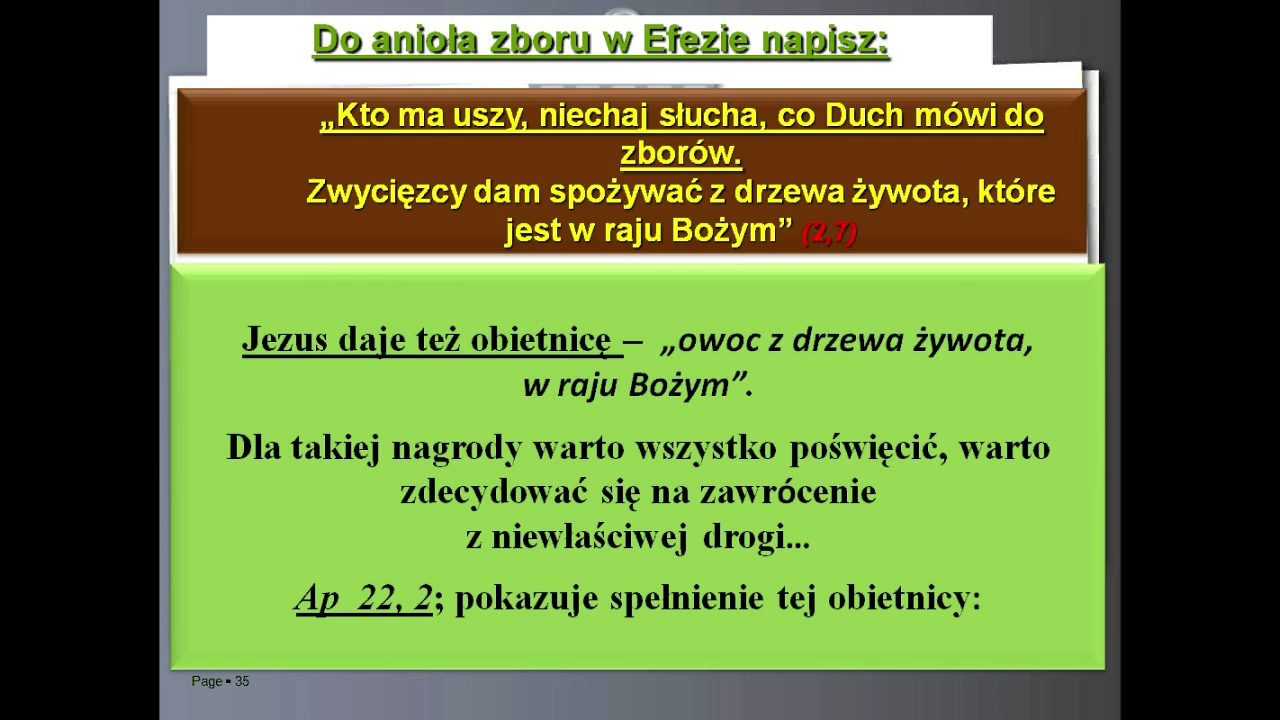 Do anioła zboru w Efezie napisz:
„Kto ma uszy, niechaj słucha, co Duch mówi do
zborów.
Zwycięzcy dam spożywać z drzewa żywota, które
jest w raju Bożym” (2,7)
Jezus daje też obietnicę – „owoc z drzewa żywota,
w raju Bożym”.
Dla takiej nagrody warto wszystko poświęcić, warto
zdecydować się na zawrócenie
z niewłaściwej drogi...
Ap 22, 2; pokazuje spełnienie tej obietnicy:
Page ▪ 35